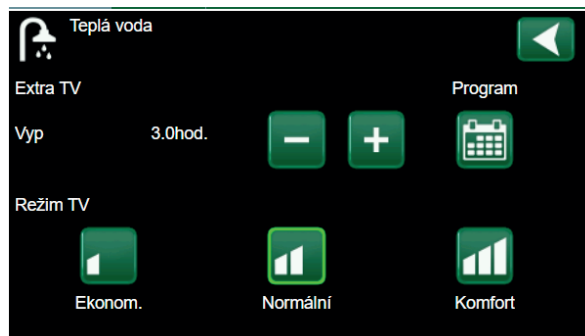 Teplá voda
Extra TV
Program
Vyp 3.0hod.
Režim TV
Ekonom. Normální Komfort